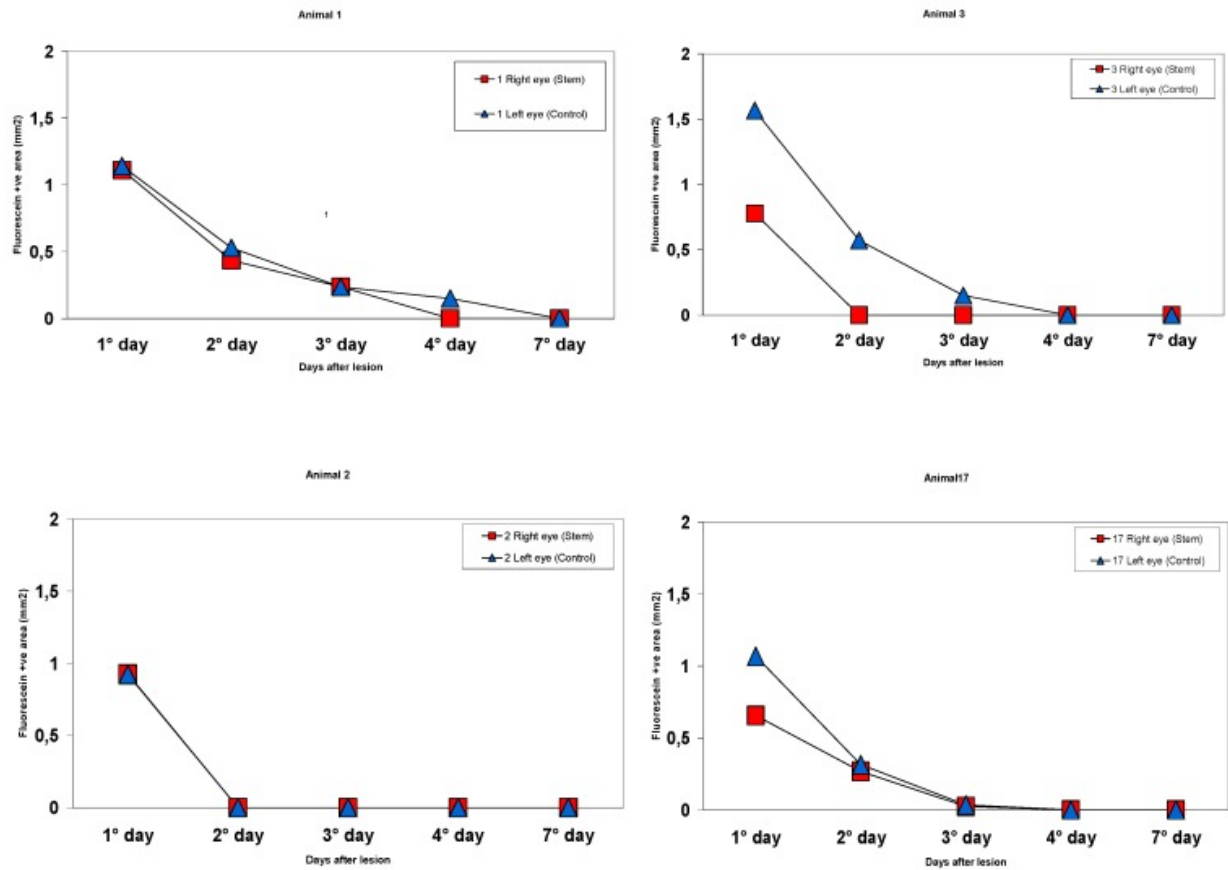 Animal 1
2
1,5
1
0,5
0
Fluorescein +ve area (mm2)
1 Right eye (Stem)
1 Left eye (Control)
f
1° day 2° day 3° day 4° day 7° day
Days after lesion
Animal 3
2
1,5
1
0,5
0
Fluorescein +ve area (mm2)
3 Right eye (Stem)
3 Left eye (Control)
1° day 2° day 3° day 4° day 7° day
Days after lesion
Animal 2
2
1,5
1
0,5
0
Fluorescein +ve area (mm2)
2 Right eye (Stem)
2 Left eye (Control)
1° day 2° day 3° day 4° day 7° day
Days after lesion
Animal17
2
1,5
1
0,5
0
Fluorescein +ve area (mm2)
17 Right eye (Stem)
17 Left eye (Control)
1° day 2° day 3° day 4° day 7° day
Days after lesion